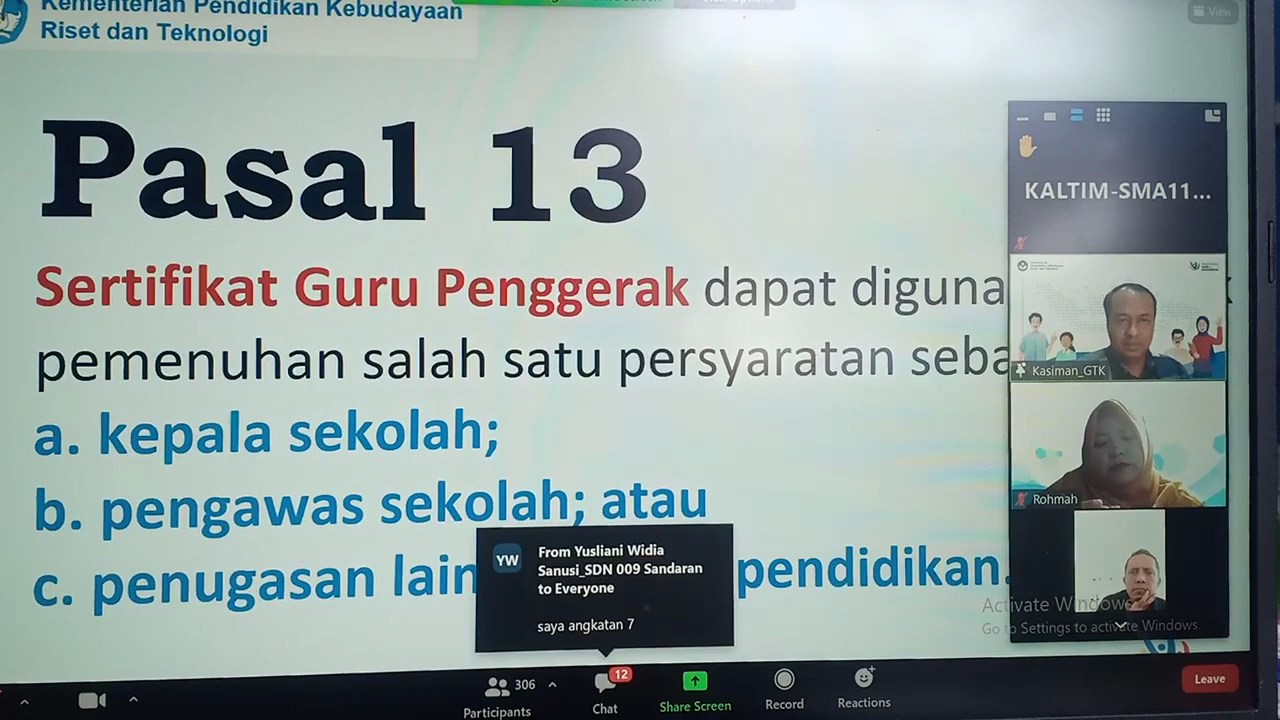 Kementerian Pendidikan Kebudayaan
Riset dan Teknologi
View
Pasal 13
Sertifikat Guru Penggerak dapat diguna
pemenuhan salah satu persyaratan seba
a. kepala sekolah;
b. pengawas sekolah; atau
c. penugasan lain pendidikan.
KALTIM-SMA11...
Kasiman_GTK
Rohmah
YW
From Yusliani Widia
Sanusi_SDN 009 Sandaran
to Everyone
saya angkatan 7
Activate Windows
Go to Settings to activate Windows.
306
12
Participants
Chat
Share Screen
Record
Reactions
Leave